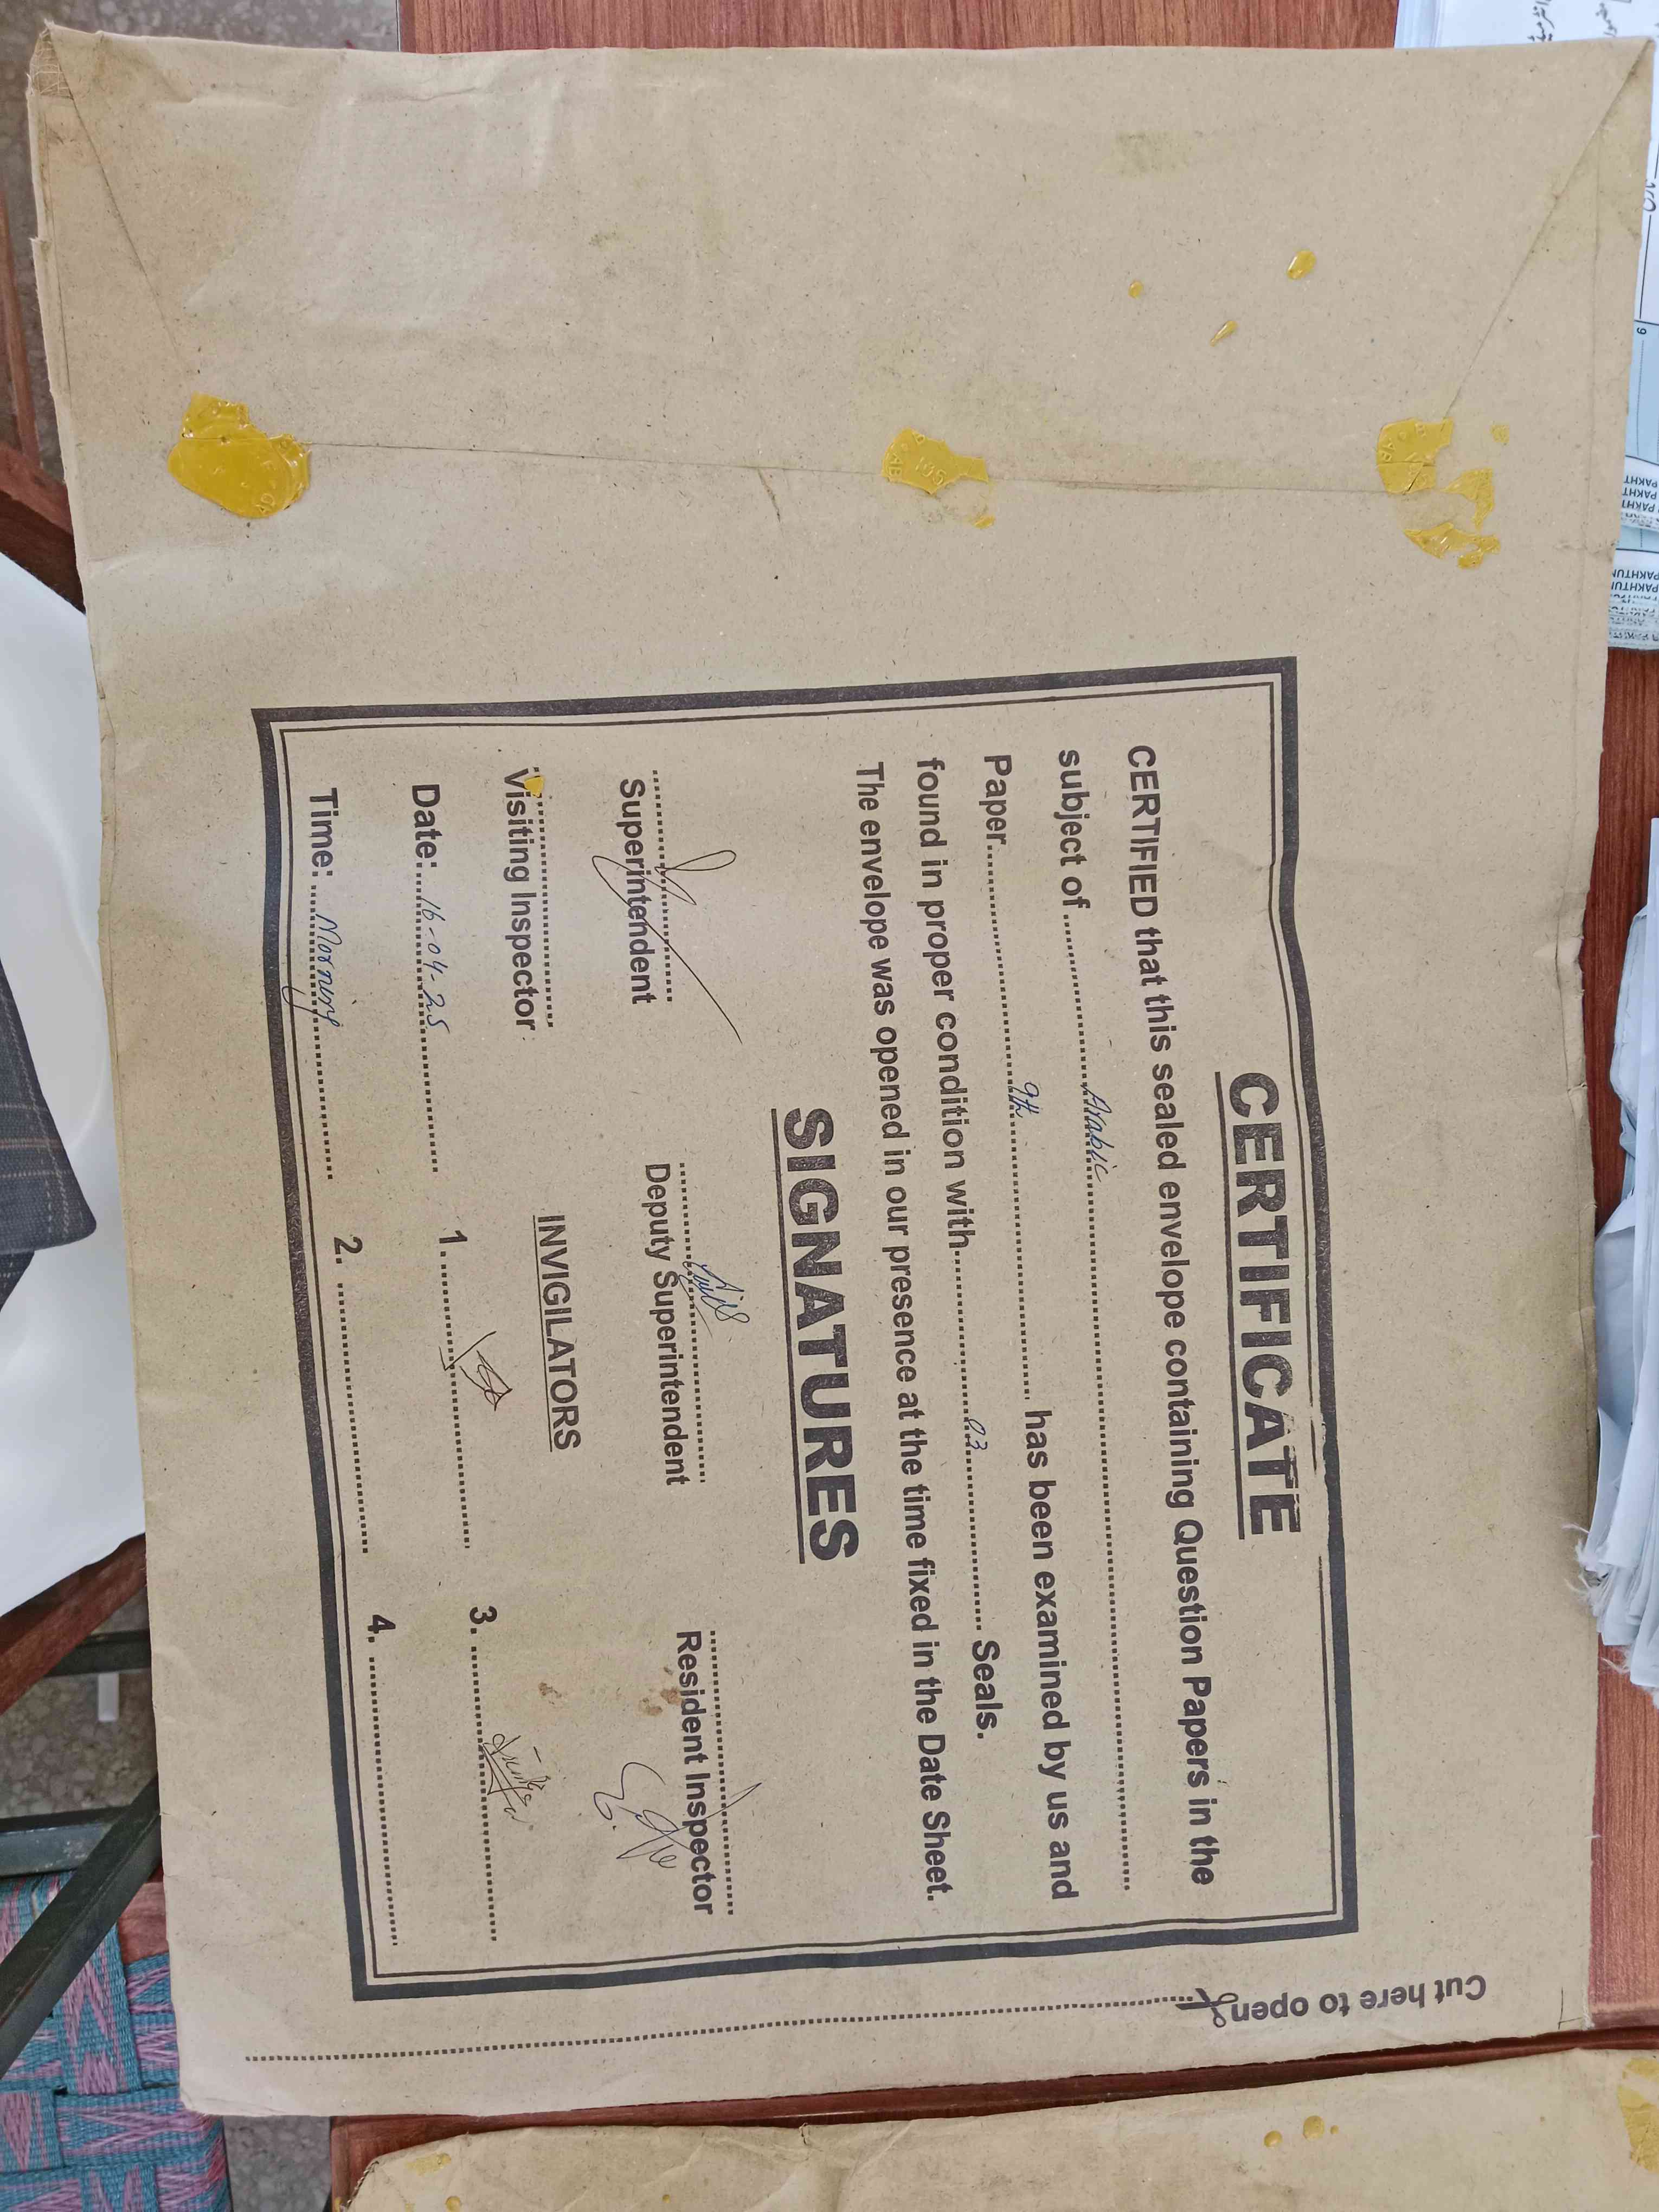 CERTIFICATE
CERTIFIED that this sealed envelope containing Question Papers in the
subject of ........ Arabic ........
Paper ........ 9th ........ has been examined by us and
found in proper condition with ........ 03 ........ Seals.
The envelope was opened in our presence at the time fixed in the Date Sheet.
SIGNATURES
Superintendent Deputy Superintendent Resident Inspector
Visiting Inspector
INVIGILATORS
Date: 16-04-25 1. ........ 3. ........
Time: Morning 2. ........ 4. ........
Cut here to open